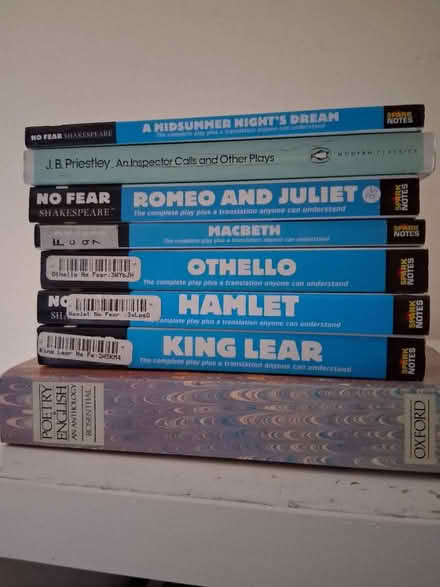 NO FEAR SHAKESPEARE A MIDSUMMER NIGHT'S DREAM SPARK NOTES
The complete play plus a translation anyone can understand
J.B. Priestley An Inspector Calls and Other Plays MODERN CLASSICS
NO FEAR SHAKESPEARE ROMEO AND JULIET SPARK NOTES
The complete play plus a translation anyone can understand
MACBETH SPARK NOTES
The complete play plus a translation anyone can understand
OTHELLO SPARK NOTES
Othello No Fear
The complete play plus a translation anyone can understand
NO HAMLET SPARK NOTES
Hamlet No Fear
complete play plus a translation anyone can understand
KING LEAR SPARK NOTES
King Lear No Fe
The complete play plus a translation anyone can understand
POETRY
ENGLISH
AN ANTHOLOGY
ROSENTHAL
OXFORD